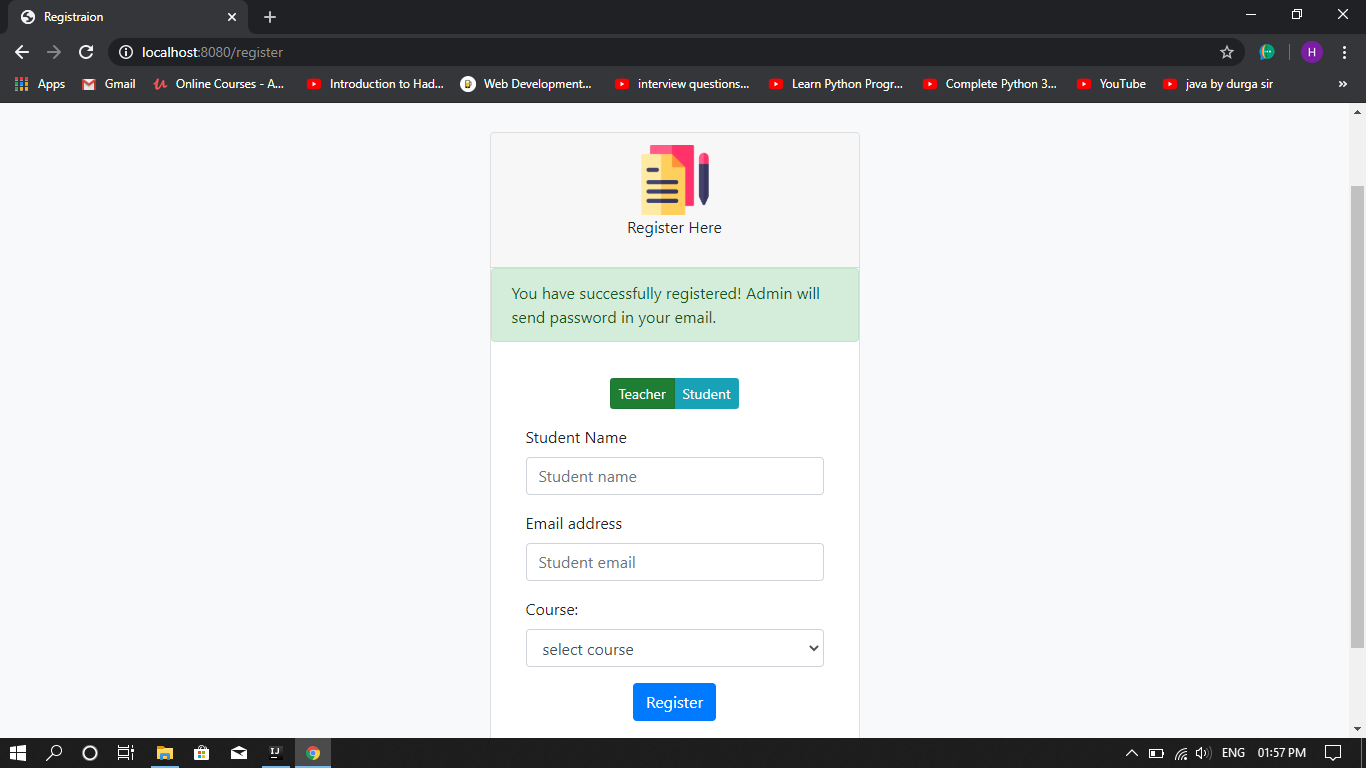 Registraion
localhost:8080/register
H
Apps
Gmail
Online Courses - A...
Introduction to Had...
Web Development...
interview questions...
Learn Python Progr...
Complete Python 3...
YouTube
java by durga sir
»
Register Here
You have successfully registered! Admin will
send password in your email.
Teacher Student
Student Name
Student name
Email address
Student email
Course:
select course
Register
IJ
ENG
01:57 PM